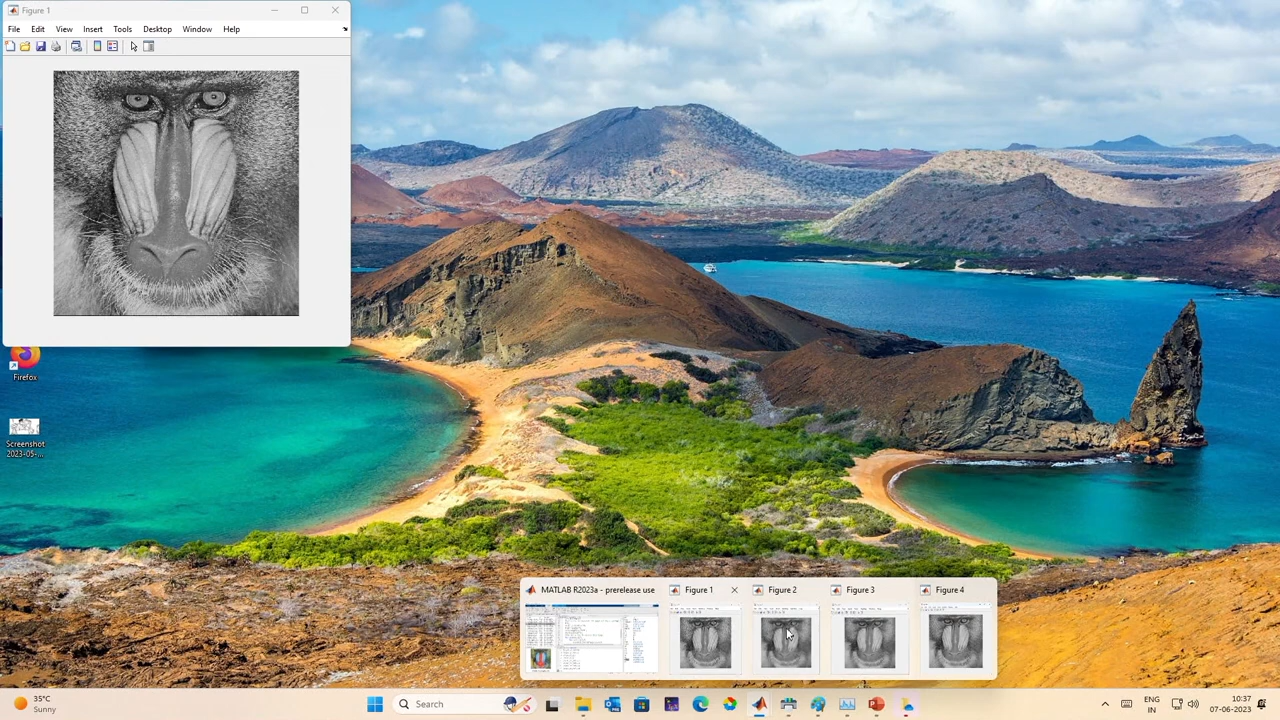 Figure 1
File Edit View Insert Tools Desktop Window Help
Firefox
Screenshot
2023-05-...
MATLAB R2023a - prerelease use
Figure 1
Figure 2
Figure 3
Figure 4
35°C
Sunny
Search
ENG
IN
10:37
07-06-2023